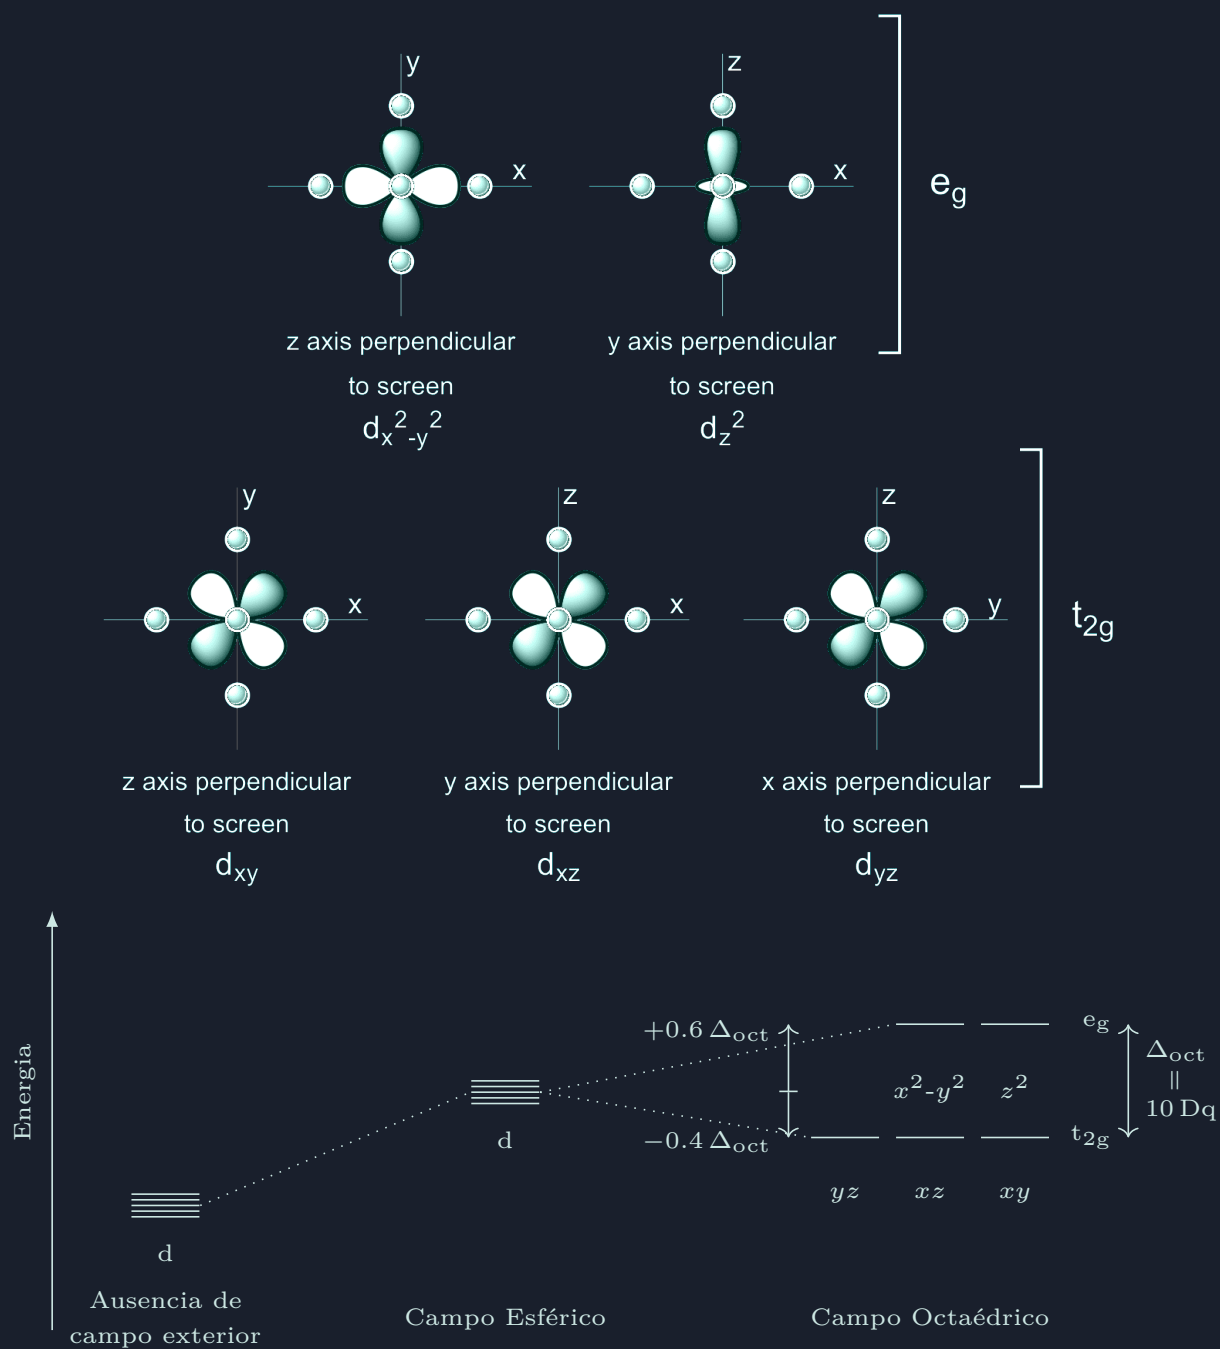 y
z
x
x
e_g
z axis perpendicular
to screen
d_x²-y²
y axis perpendicular
to screen
d_z²
y
z
z
x
x
y
t_2g
z axis perpendicular
to screen
d_xy
y axis perpendicular
to screen
d_xz
x axis perpendicular
to screen
d_yz
Energia
+0.6 Δ_oct
−0.4 Δ_oct
e_g
x²-y²
z²
t_2g
yz
xz
xy
Δ_oct
=
10 Dq
d
d
Ausencia de
campo exterior
Campo Esférico
Campo Octaédrico